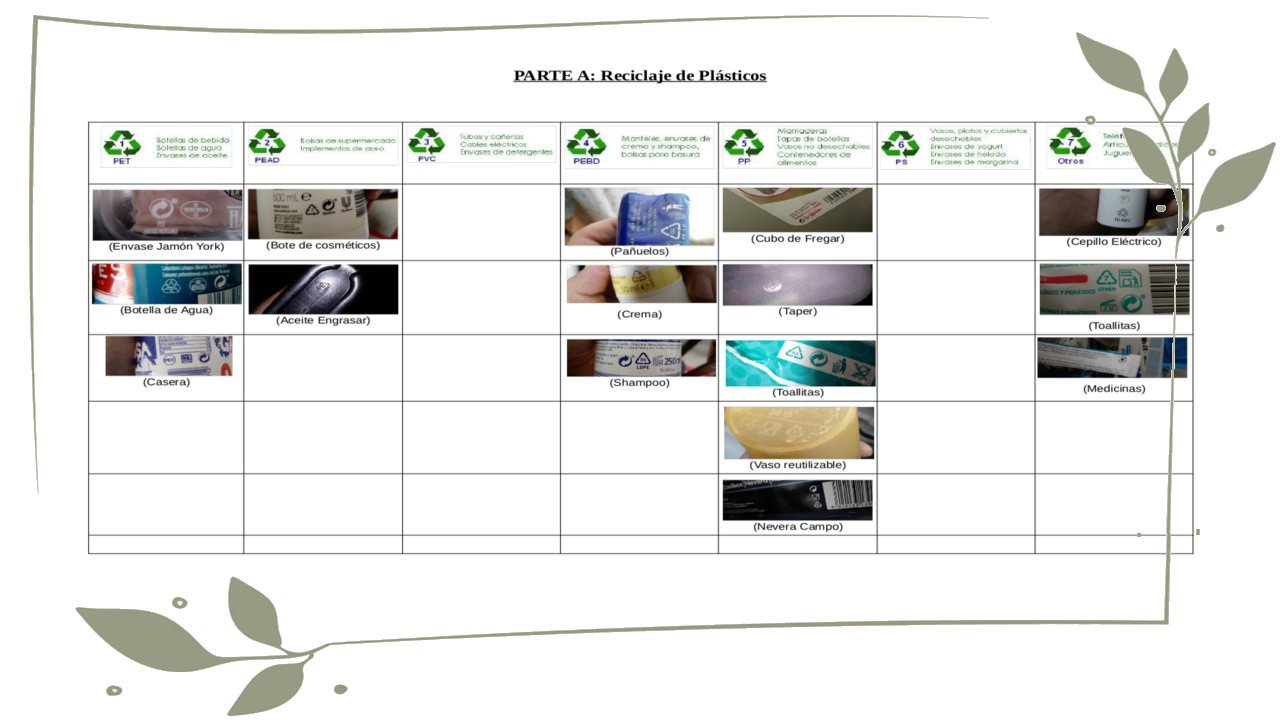 PARTE A: Reciclaje de Plásticos
1
PET
Botellas de bebida
Botellas de agua
Envases de aceite
2
PEAD
Bolsas de supermercado
Implementos de aseo
3
PVC
Tubos y cañerías
Cables eléctricos
Envases de detergentes
4
PEBD
Manteles, envases de
crema y shampoo,
bolsas para basura
5
PP
Mamaderas
Tapas de botellas
Vasos no desechables
Contenedores de
alimentos
6
PS
Vasos, platos y cubiertos
desechables
Envases de yogurt
Envases de helado
Envases de margarina
7
Otros
(Envase Jamón York)
500 mL e
(Bote de cosméticos)
(Pañuelos)
(Cubo de Fregar)
(Cepillo Eléctrico)
(Botella de Agua)
(Aceite Engrasar)
50 ml e
(Crema)
(Taper)
(Toallitas)
(Casera)
LDPE
(Shampoo)
(Toallitas)
(Medicinas)
(Vaso reutilizable)
(Nevera Campo)